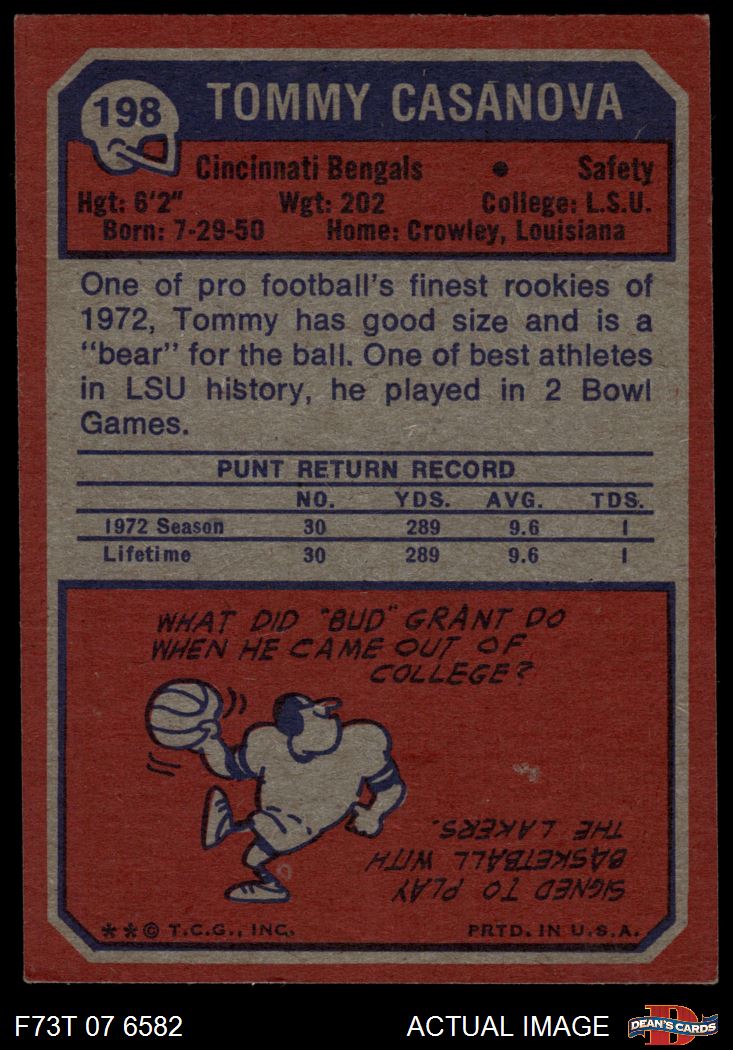 198
TOMMY CASANOVA
Cincinnati Bengals • Safety
Hgt: 6'2" Wgt: 202 College: L.S.U.
Born: 7-29-50 Home: Crowley, Louisiana
One of pro football's finest rookies of
1972, Tommy has good size and is a
"bear" for the ball. One of best athletes
in LSU history, he played in 2 Bowl
Games.
PUNT RETURN RECORD
NO. YDS. AVG. TDS.
1972 Season 30 289 9.6 1
Lifetime 30 289 9.6 1
WHAT DID "BUD" GRANT DO
WHEN HE CAME OUT OF
COLLEGE?
SIGNED TO PLAY
BASKETBALL WITH
THE LAKERS.
**© T.C.G., INC. PRTD. IN U.S.A.
F73T 07 6582 ACTUAL IMAGE
D
DEAN'S CARDS